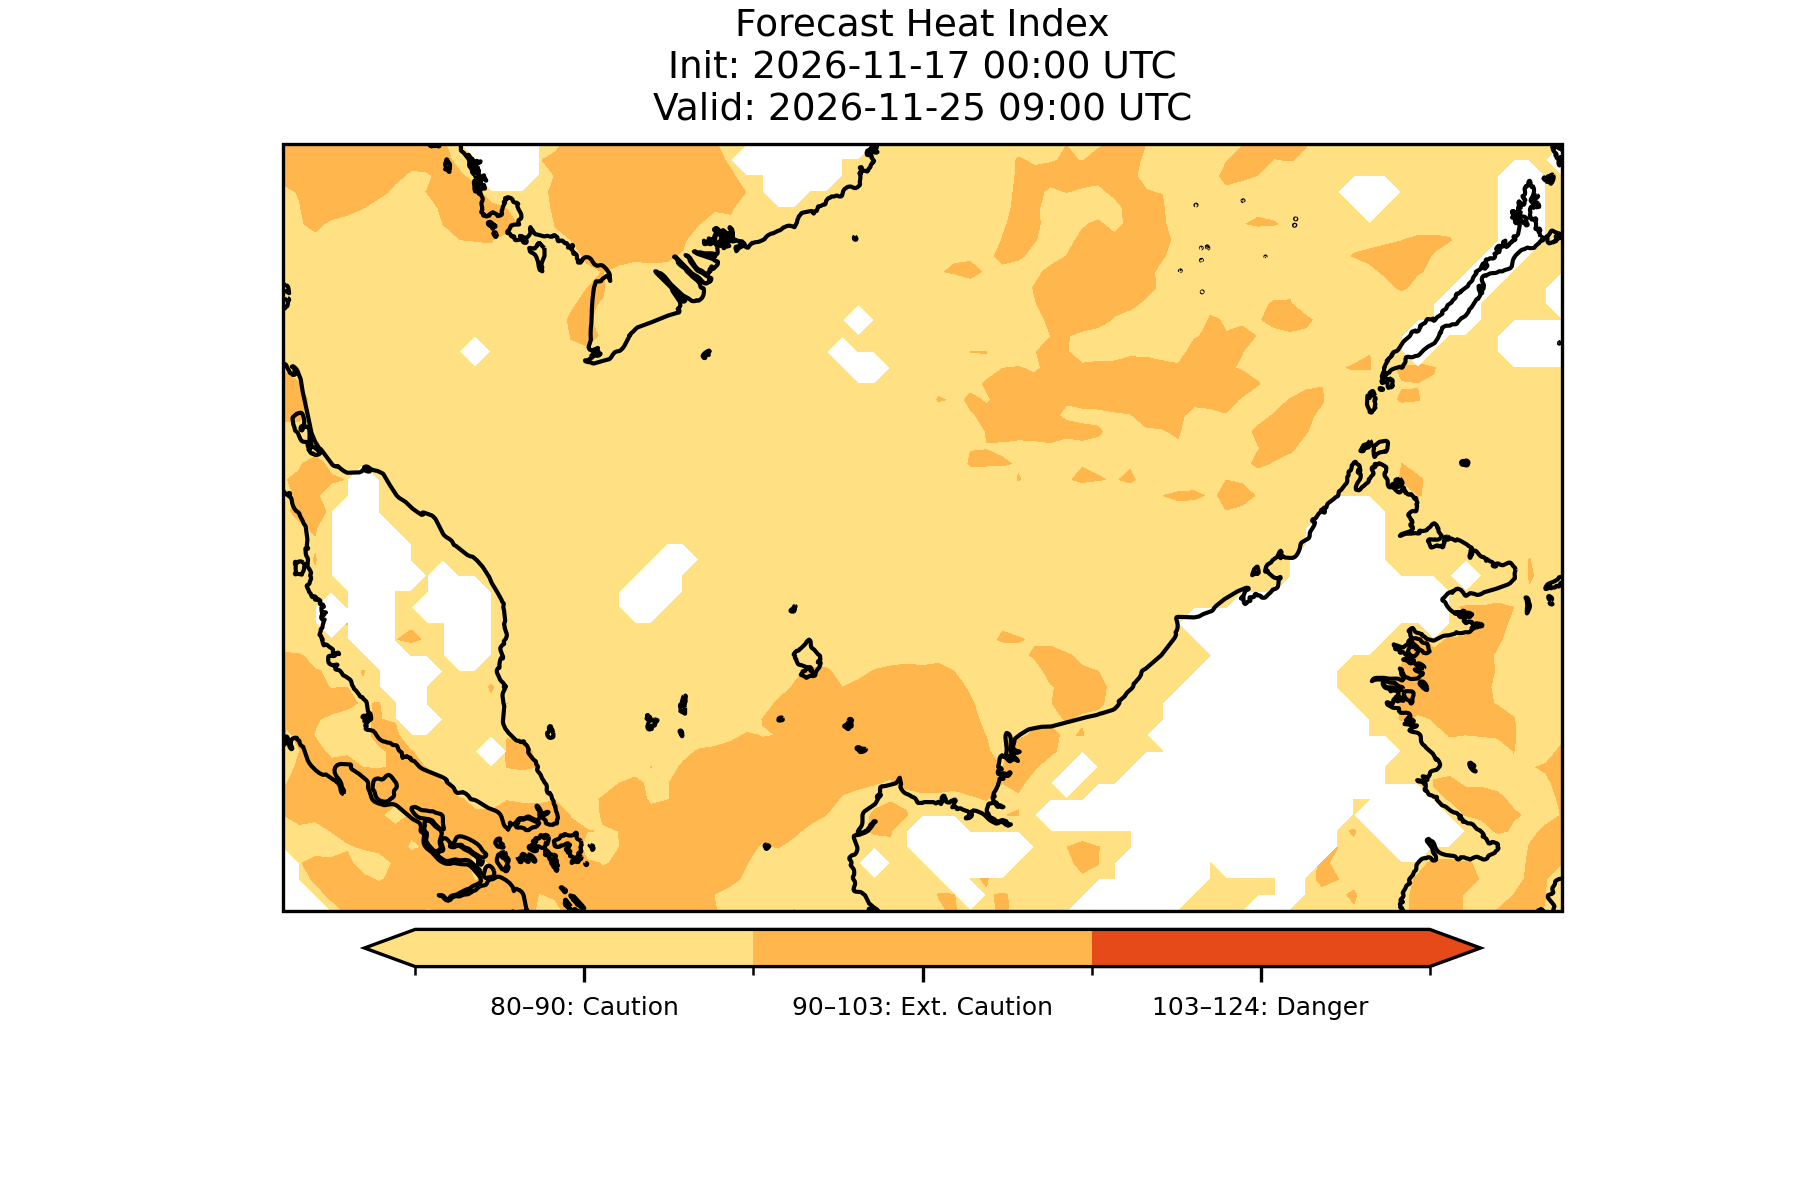 Forecast Heat Index
Init: 2026-11-17 00:00 UTC
Valid: 2026-11-25 09:00 UTC
80–90: Caution
90–103: Ext. Caution
103–124: Danger